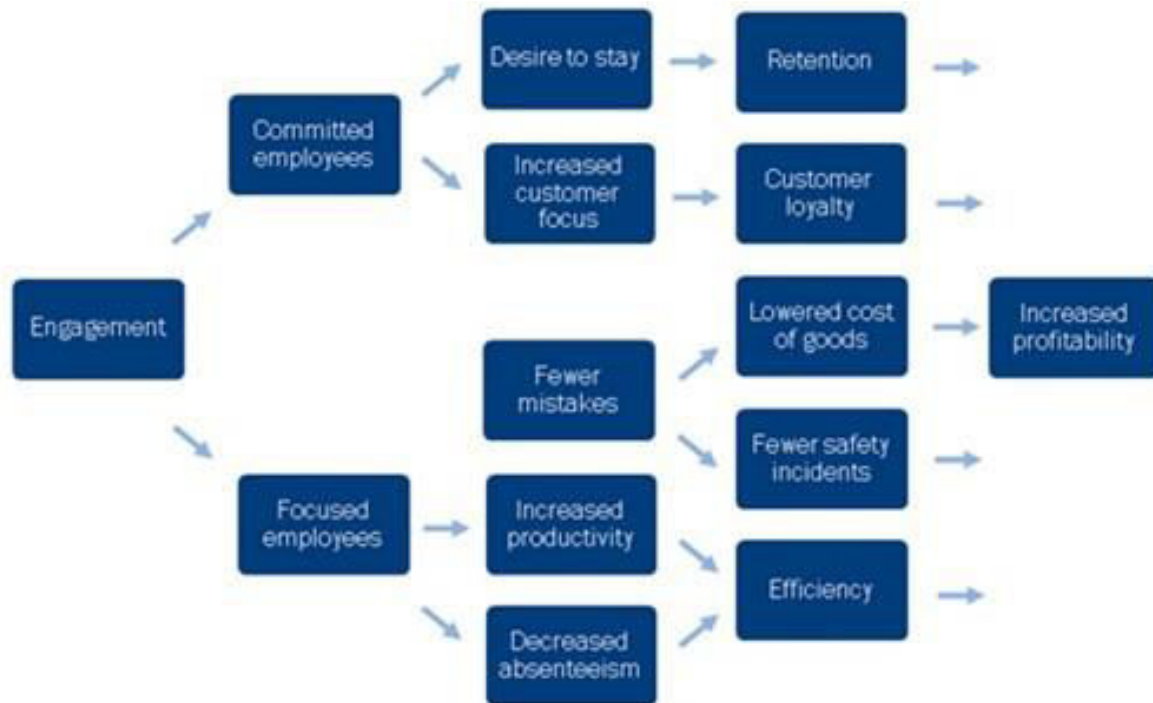 Desire to stay
Retention
Committed
employees
Increased
customer
focus
Customer
loyalty
Engagement
Lowered cost
of goods
Increased
profitability
Fewer
mistakes
Fewer safety
incidents
Focused
employees
Increased
productivity
Efficiency
Decreased
absenteeism